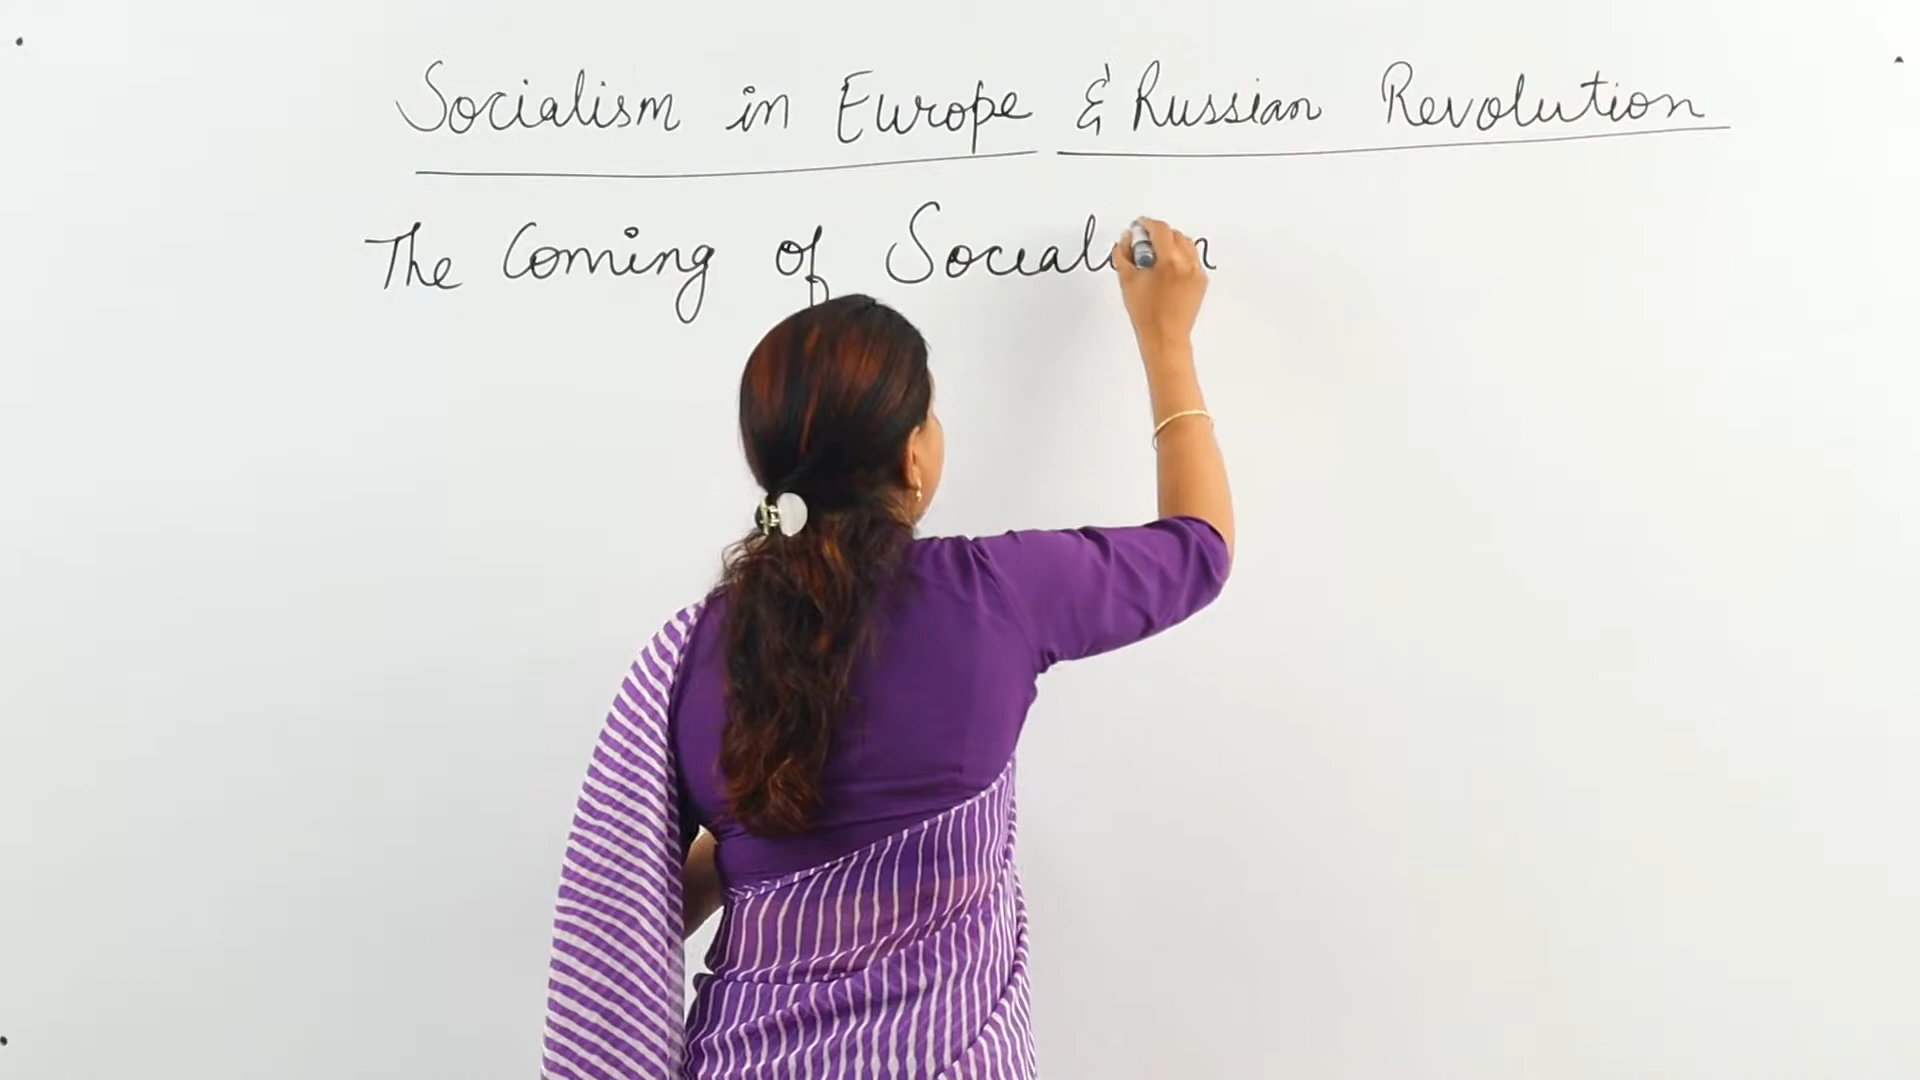 Socialism in Europe & Russian Revolution
The Coming of